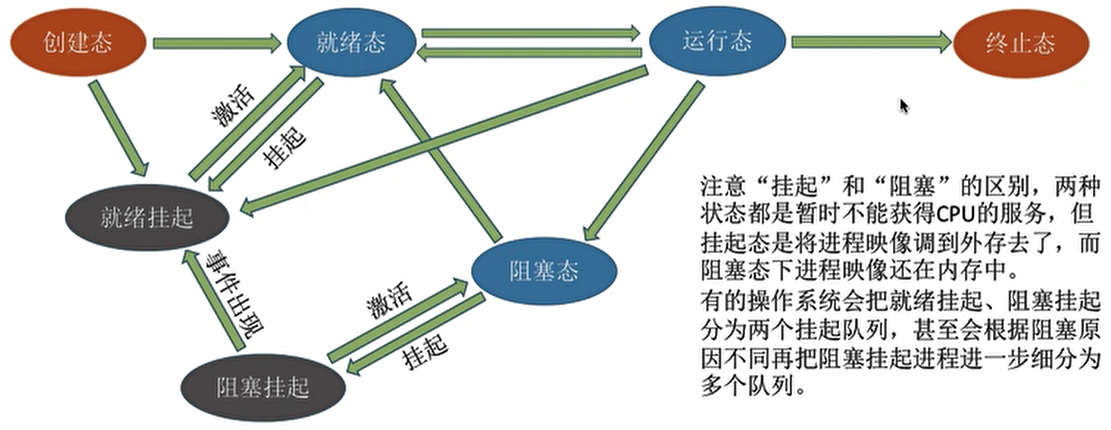 创建态
就绪态
运行态
终止态
激活
挂起
就绪挂起
事件出现
阻塞态
激活
挂起
阻塞挂起
注意“挂起”和“阻塞”的区别，两种
状态都是暂时不能获得CPU的服务，但
挂起态是将进程映像调到外存去了，而
阻塞态下进程映像还在内存中。
有的操作系统会把就绪挂起、阻塞挂起
分为两个挂起队列，甚至会根据阻塞原
因不同再把阻塞挂起进程进一步细分为
多个队列。